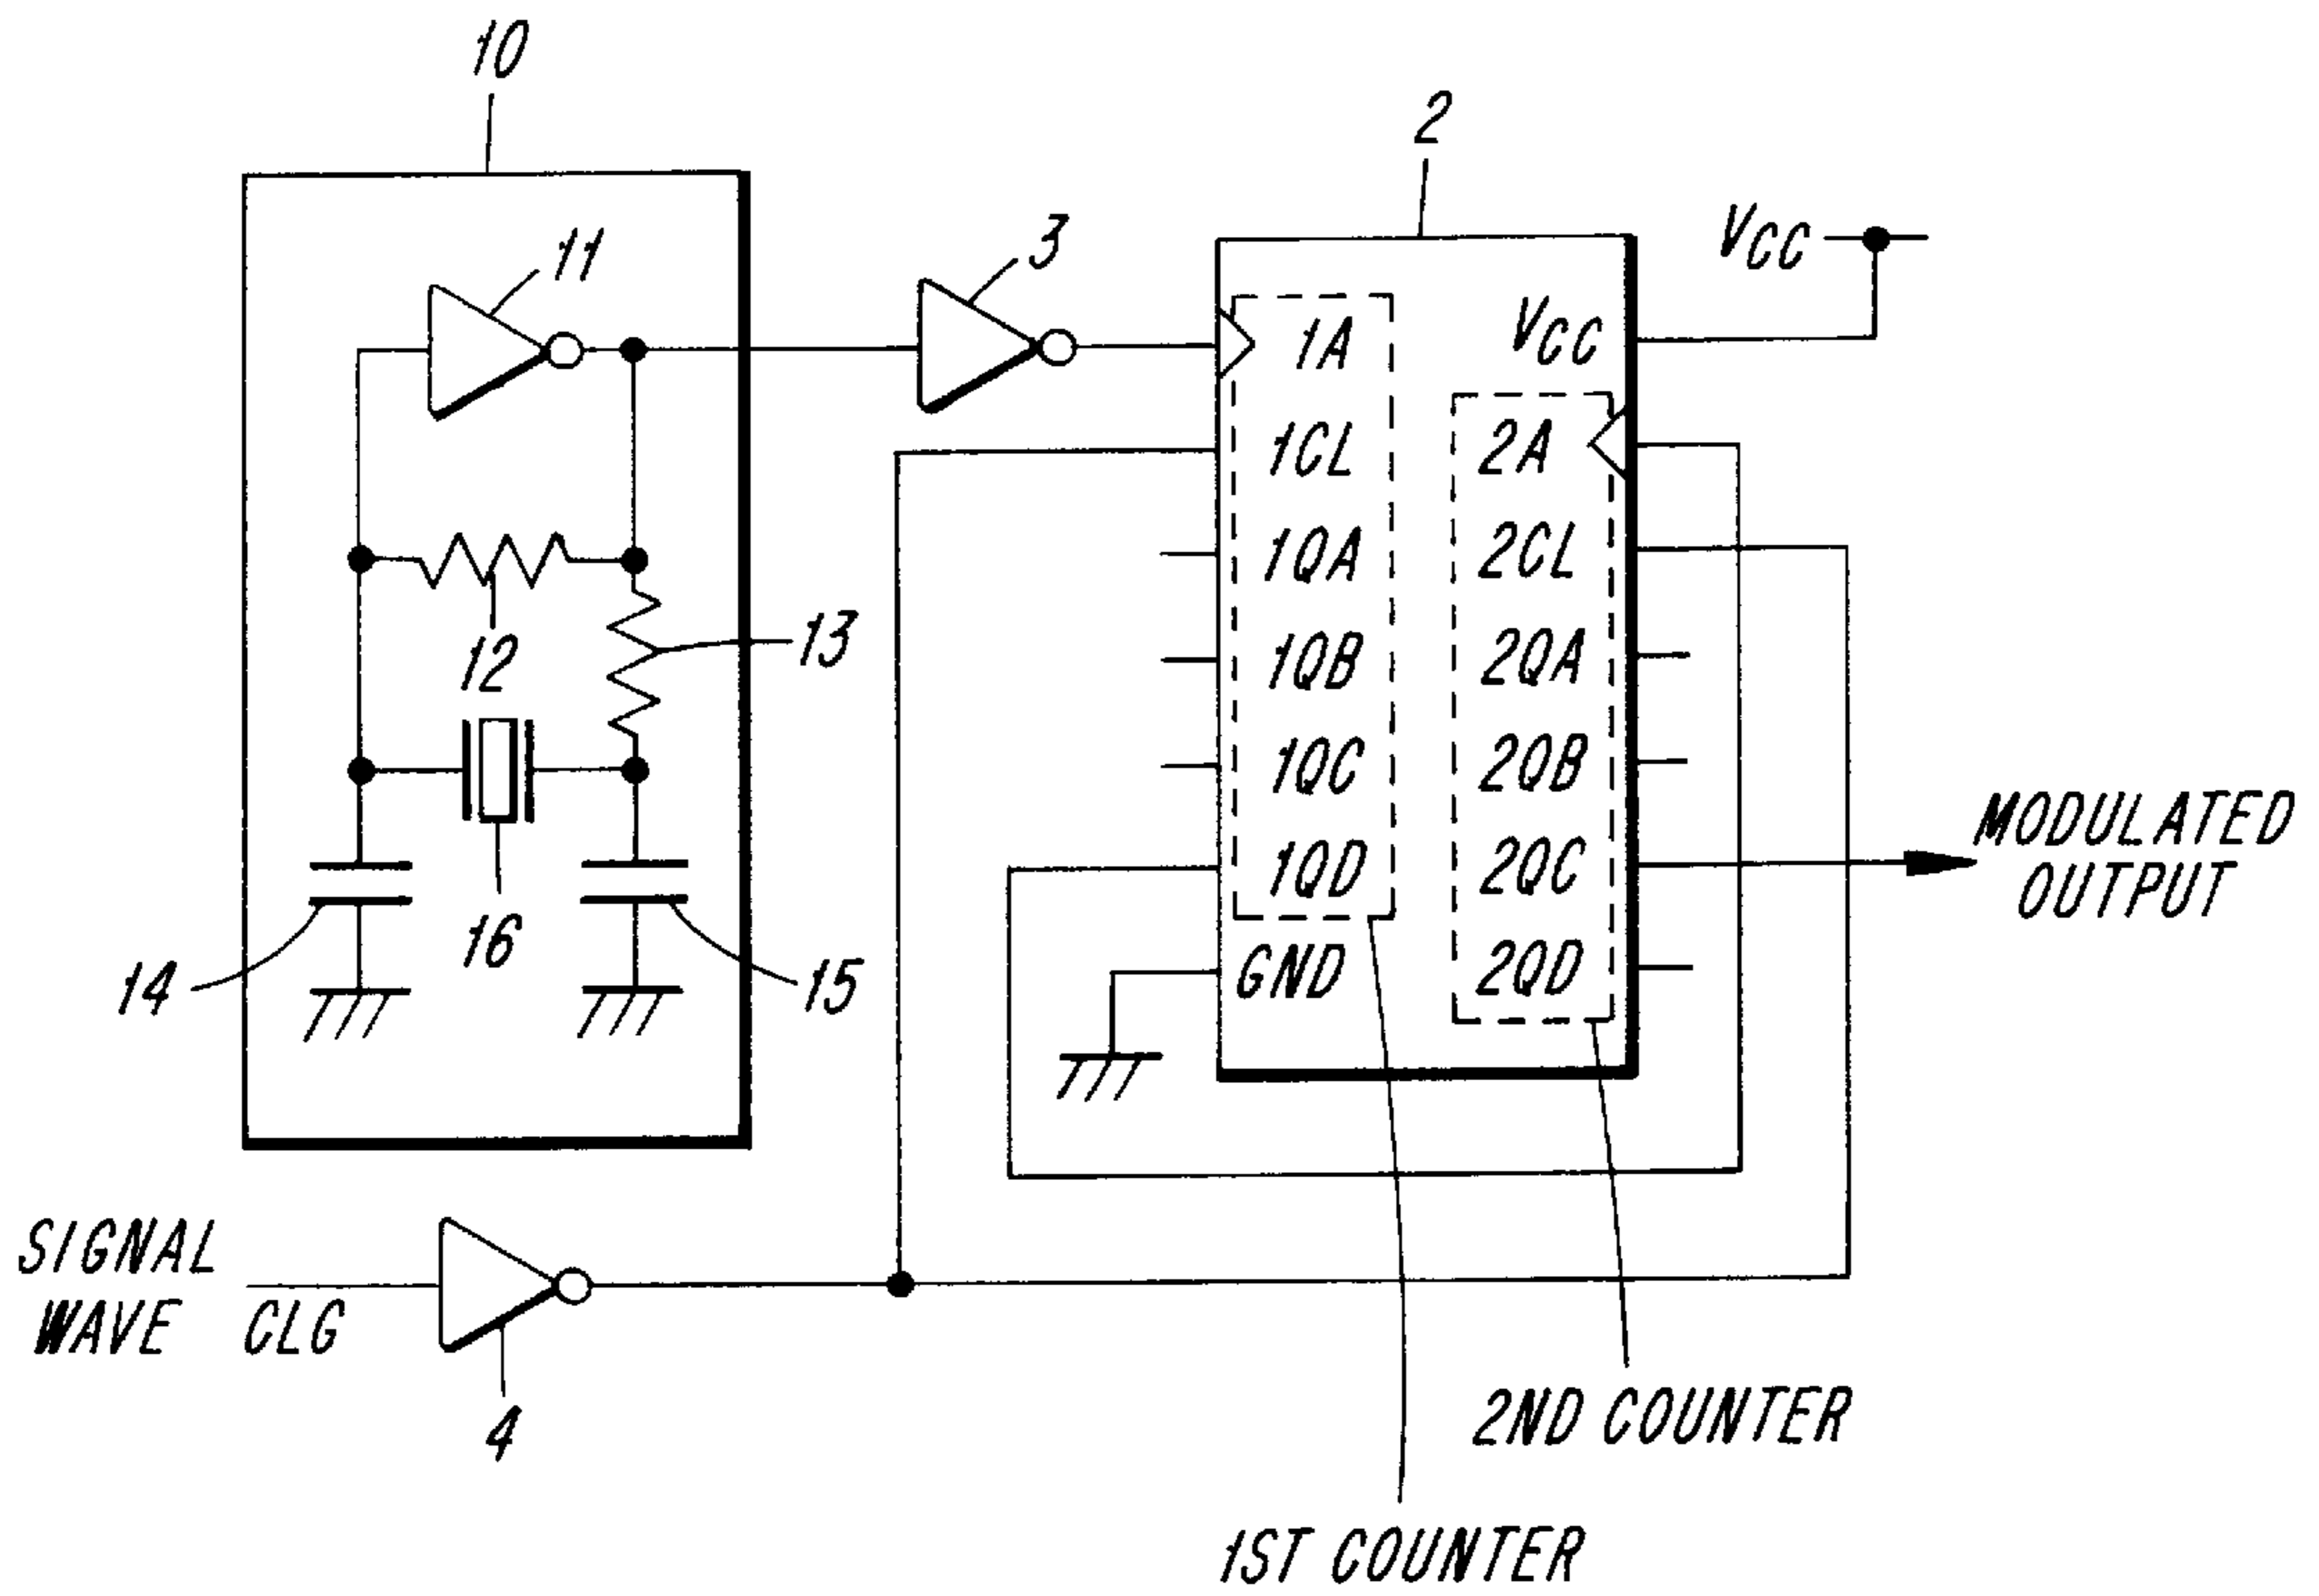 10
2
11
3
VCC
1A
VCC
1CL
2A
1QA
2CL
12
13
1QB
2QA
1QC
2QB
MODULATED
OUTPUT
1QD
2QC
14
16
15
GND
2QD
SIGNAL
WAVE
CLG
4
2ND COUNTER
1ST COUNTER